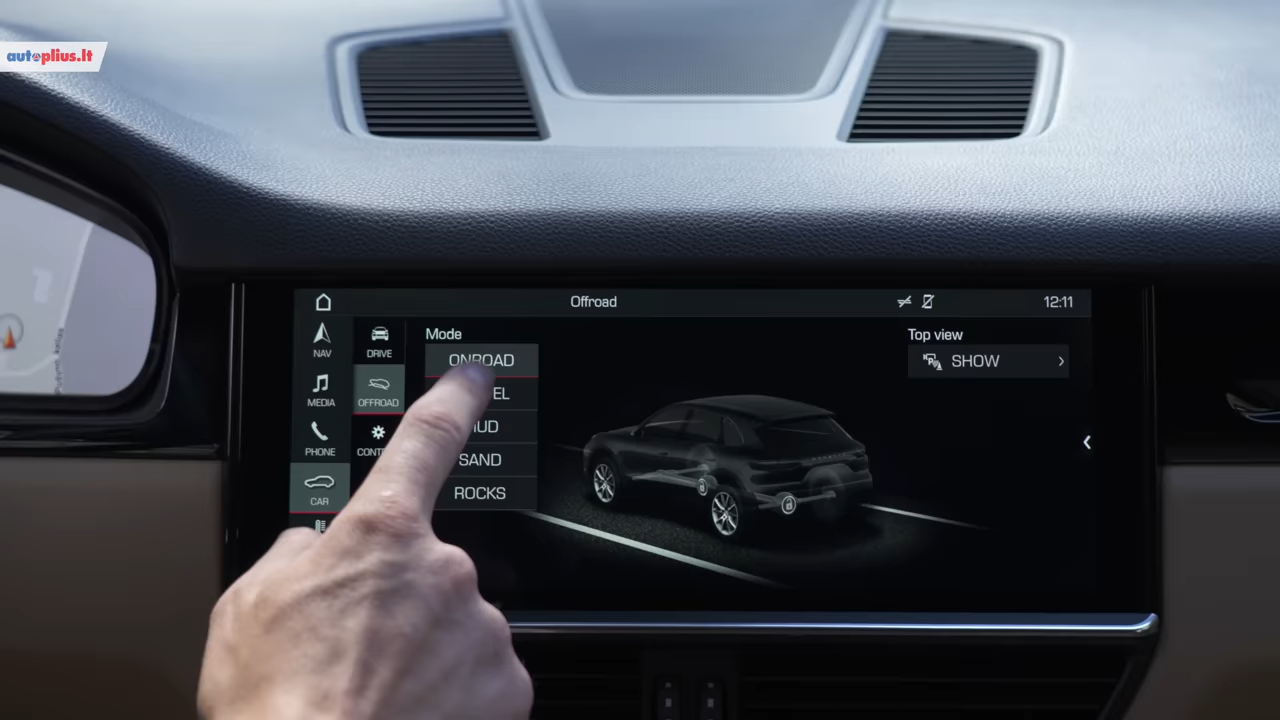 autoplius.lt
Offroad
12:11
NAV
MEDIA
PHONE
CAR
DRIVE
OFFROAD
Mode
ONROAD
SAND
ROCKS
Top view
SHOW